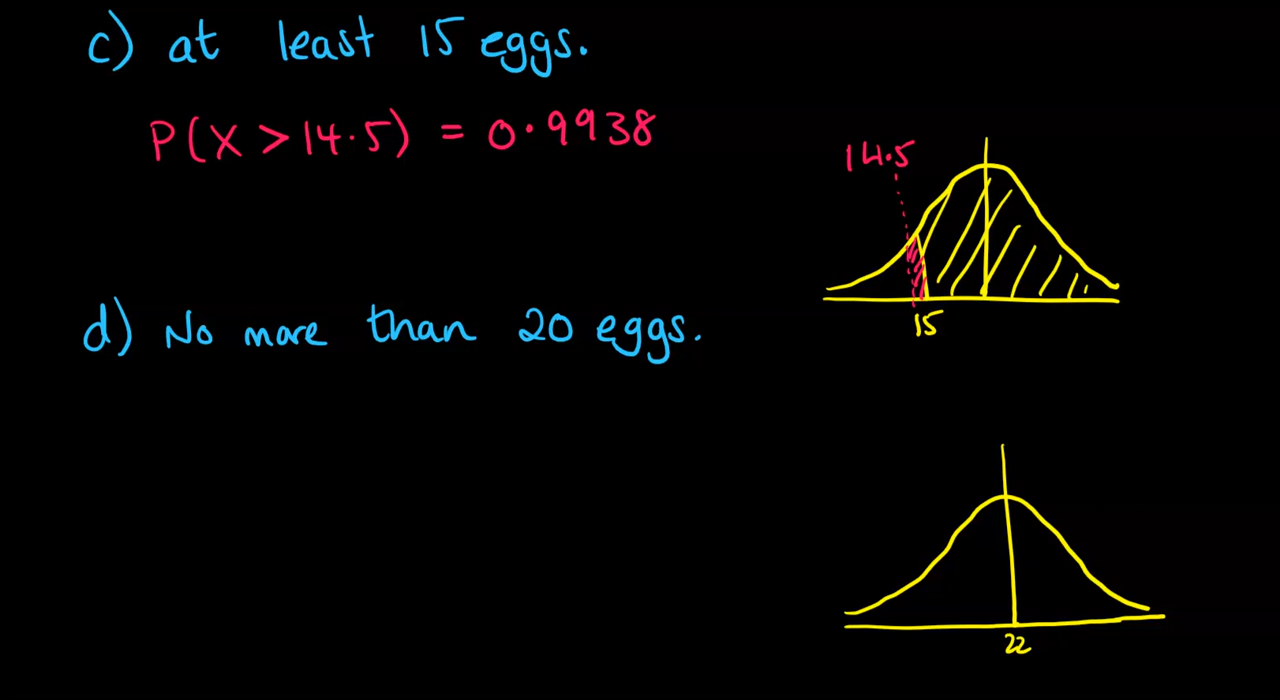 c) at least 15 eggs.
P(X > 14.5) = 0.9938
14.5
15
d) No more than 20 eggs.
22